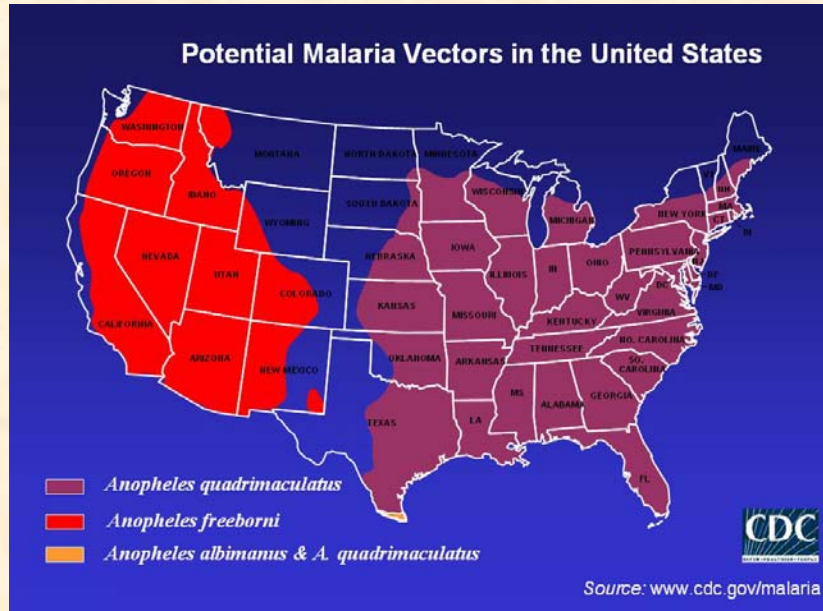 Potential Malaria Vectors in the United States
WASHINGTON
MONTANA
NORTH DAKOTA
MINNESOTA
MAINE
OREGON
IDAHO
WISCONSIN
VT
NH
SOUTH DAKOTA
MICHIGAN
NEW YORK
MA
WYOMING
CT
RI
IOWA
NEBRASKA
PENNSYLVANIA
NEVADA
ILLINOIS
IN
OHIO
NJ
UTAH
DE
COLORADO
DC
MD
KANSAS
WV
CALIFORNIA
MISSOURI
VIRGINIA
KENTUCKY
NO. CAROLINA
TENNESSEE
ARIZONA
OKLAHOMA
ARKANSAS
SO. CAROLINA
NEW MEXICO
MS
ALABAMA
GEORGIA
TEXAS
LA
FL
Anopheles quadrimaculatus
Anopheles freeborni
Anopheles albimanus & A. quadrimaculatus
CDC
Source: www.cdc.gov/malaria